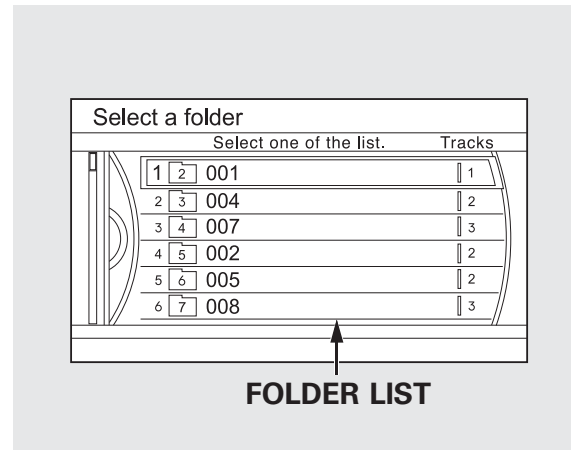 Select a folder
Select one of the list. Tracks
1 2 001 1
2 3 004 2
3 4 007 3
4 5 002 2
5 6 005 2
6 7 008 3
FOLDER LIST